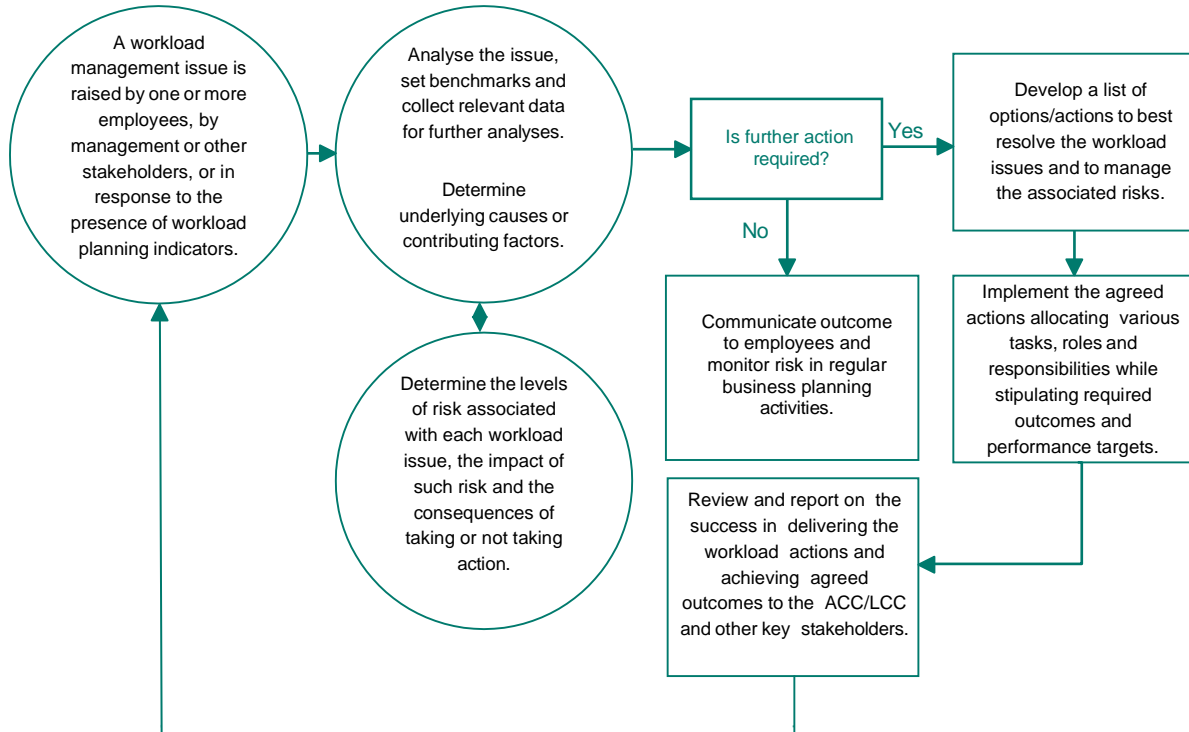 A workload
management issue is
raised by one or more
employees, by
management or other
stakeholders, or in
response to the
presence of workload
planning indicators.
Analyse the issue,
set benchmarks and
collect relevant data
for further analyses.
Determine
underlying causes or
contributing factors.
Determine the levels
of risk associated
with each workload
issue, the impact of
such risk and the
consequences of
taking or not taking
action.
Is further action
required?
Yes
No
Develop a list of
options/actions to best
resolve the workload
issues and to manage
the associated risks.
Communicate outcome
to employees and
monitor risk in regular
business planning
activities.
Implement the agreed
actions allocating various
tasks, roles and
responsibilities while
stipulating required
outcomes and
performance targets.
Review and report on the
success in delivering the
workload actions and
achieving agreed
outcomes to the ACC/LCC
and other key stakeholders.